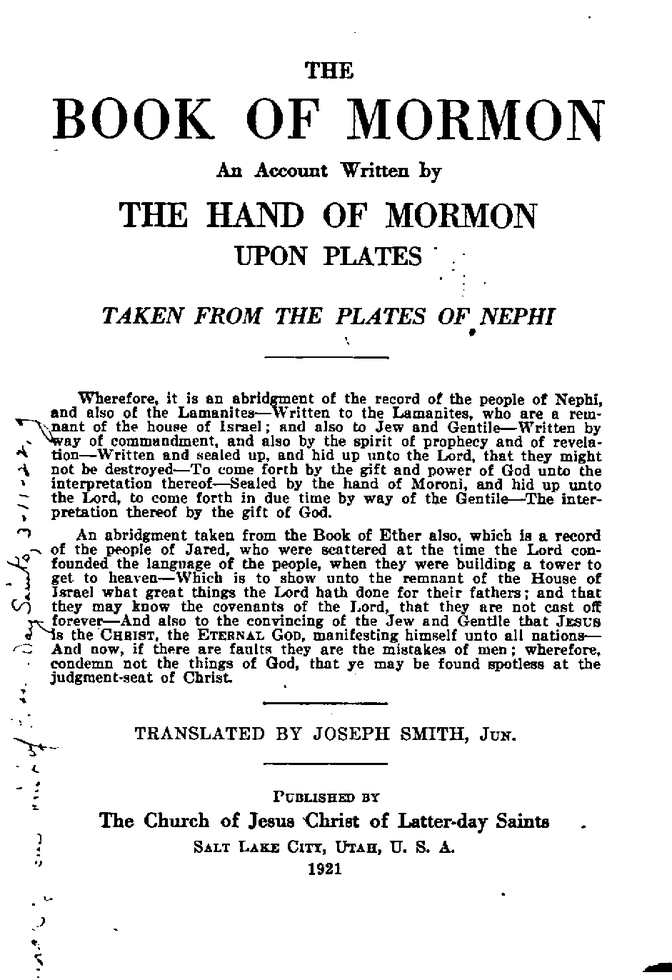 THE
BOOK OF MORMON
An Account Written by
THE HAND OF MORMON
UPON PLATES
TAKEN FROM THE PLATES OF NEPHI
Wherefore, it is an abridgment of the record of the people of Nephi,
and also of the Lamanites—Written to the Lamanites, who are a rem-
nant of the house of Israel; and also to Jew and Gentile—Written by
way of commandment, and also by the spirit of prophecy and of revela-
tion—Written and sealed up, and hid up unto the Lord, that they might
not be destroyed—To come forth by the gift and power of God unto the
interpretation thereof—Sealed by the hand of Moroni, and hid up unto
the Lord, to come forth in due time by way of the Gentile—The inter-
pretation thereof by the gift of God.
An abridgment taken from the Book of Ether also, which is a record
of the people of Jared, who were scattered at the time the Lord con-
founded the language of the people, when they were building a tower to
get to heaven—Which is to show unto the remnant of the House of
Israel what great things the Lord hath done for their fathers; and that
they may know the covenants of the Lord, that they are not cast off
forever—And also to the convincing of the Jew and Gentile that JESUS
is the CHRIST, the ETERNAL GOD, manifesting himself unto all nations—
And now, if there are faults they are the mistakes of men; wherefore,
condemn not the things of God, that ye may be found spotless at the
judgment-seat of Christ.
TRANSLATED BY JOSEPH SMITH, JUN.
PUBLISHED BY
The Church of Jesus Christ of Latter-day Saints
SALT LAKE CITY, UTAH, U. S. A.
1921
Day Saints 3-11-22